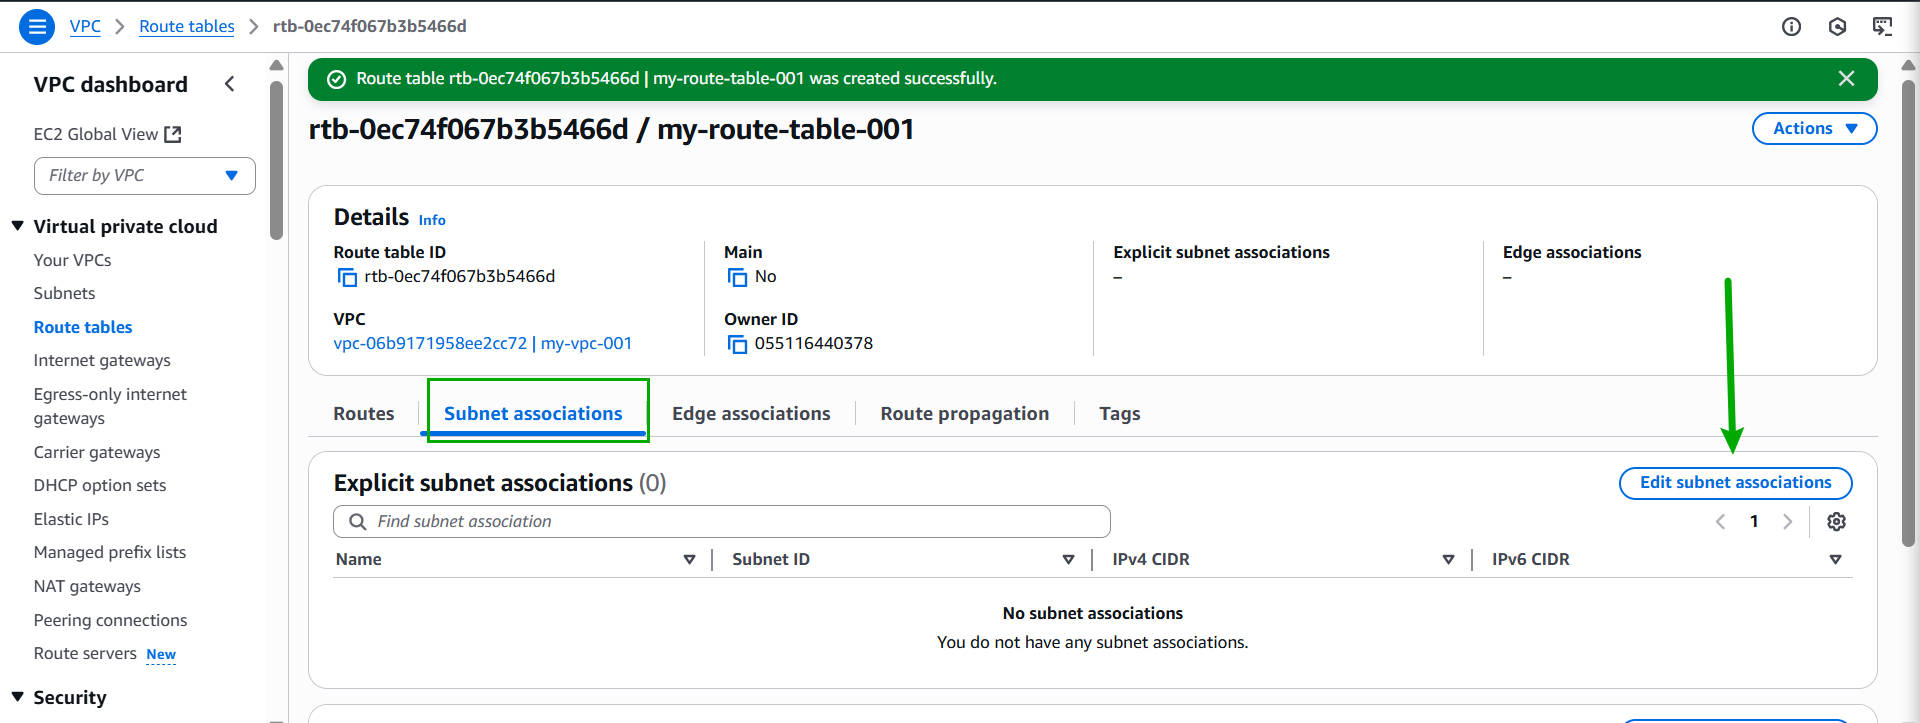 VPC > Route tables > rtb-0ec74f067b3b5466d
VPC dashboard
EC2 Global View
Filter by VPC
Virtual private cloud
Your VPCs
Subnets
Route tables
Internet gateways
Egress-only internet
gateways
Carrier gateways
DHCP option sets
Elastic IPs
Managed prefix lists
NAT gateways
Peering connections
Route servers New
Security
Route table rtb-0ec74f067b3b5466d | my-route-table-001 was created successfully.
rtb-0ec74f067b3b5466d / my-route-table-001
Actions
Details Info
Route table ID
rtb-0ec74f067b3b5466d
Main
No
Explicit subnet associations
–
Edge associations
–
VPC
vpc-06b9171958ee2cc72 | my-vpc-001
Owner ID
055116440378
Routes Subnet associations Edge associations Route propagation Tags
Explicit subnet associations (0)
Edit subnet associations
Find subnet association
1
Name Subnet ID IPv4 CIDR IPv6 CIDR
No subnet associations
You do not have any subnet associations.